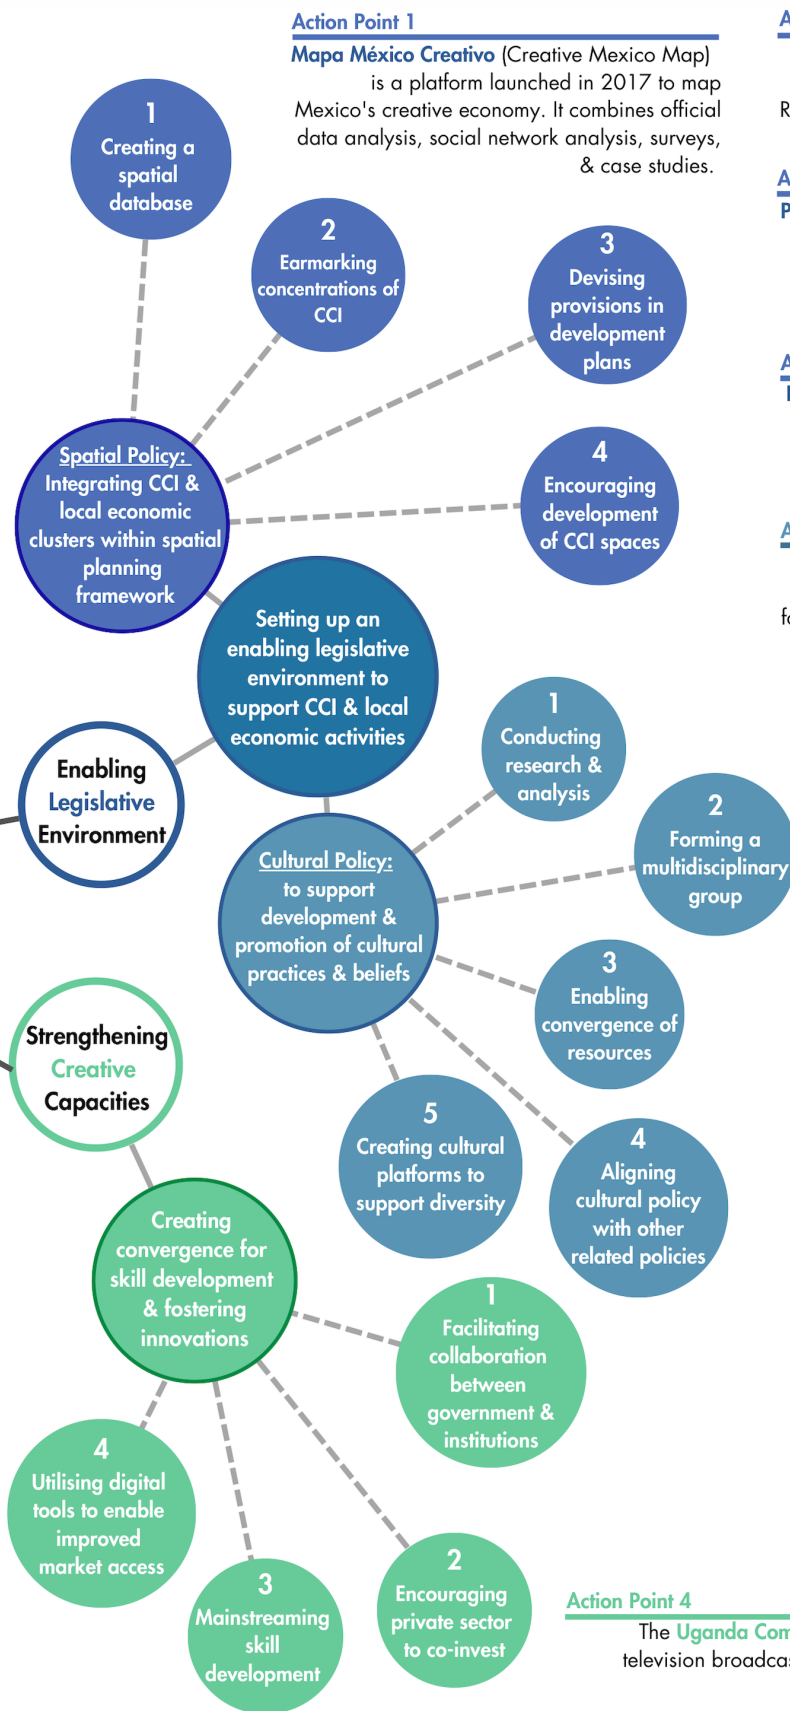 Action Point 1
Mapa México Creativo (Creative Mexico Map)
is a platform launched in 2017 to map
Mexico's creative economy. It combines official
data analysis, social network analysis, surveys,
& case studies.
1
Creating a
spatial
database
2
Earmarking
concentrations of
CCI
3
Devising
provisions in
development
plans
4
Encouraging
development
of CCI spaces
Spatial Policy:
Integrating CCI &
local economic
clusters within spatial
planning
framework
Setting up an
enabling legislative
environment to
support CCI & local
economic activities
Enabling
Legislative
Environment
1
Conducting
research &
analysis
2
Forming a
multidisciplinary
group
Cultural Policy:
to support
development &
promotion of cultural
practices & beliefs
3
Enabling
convergence of
resources
4
Aligning
cultural policy
with other
related policies
5
Creating cultural
platforms to
support diversity
Strengthening
Creative
Capacities
Creating
convergence for
skill development
& fostering
innovations
1
Facilitating
collaboration
between
government &
institutions
2
Encouraging
private sector
to co-invest
3
Mainstreaming
skill
development
4
Utilising digital
tools to enable
improved
market access
Action Point 4
The Uganda
television